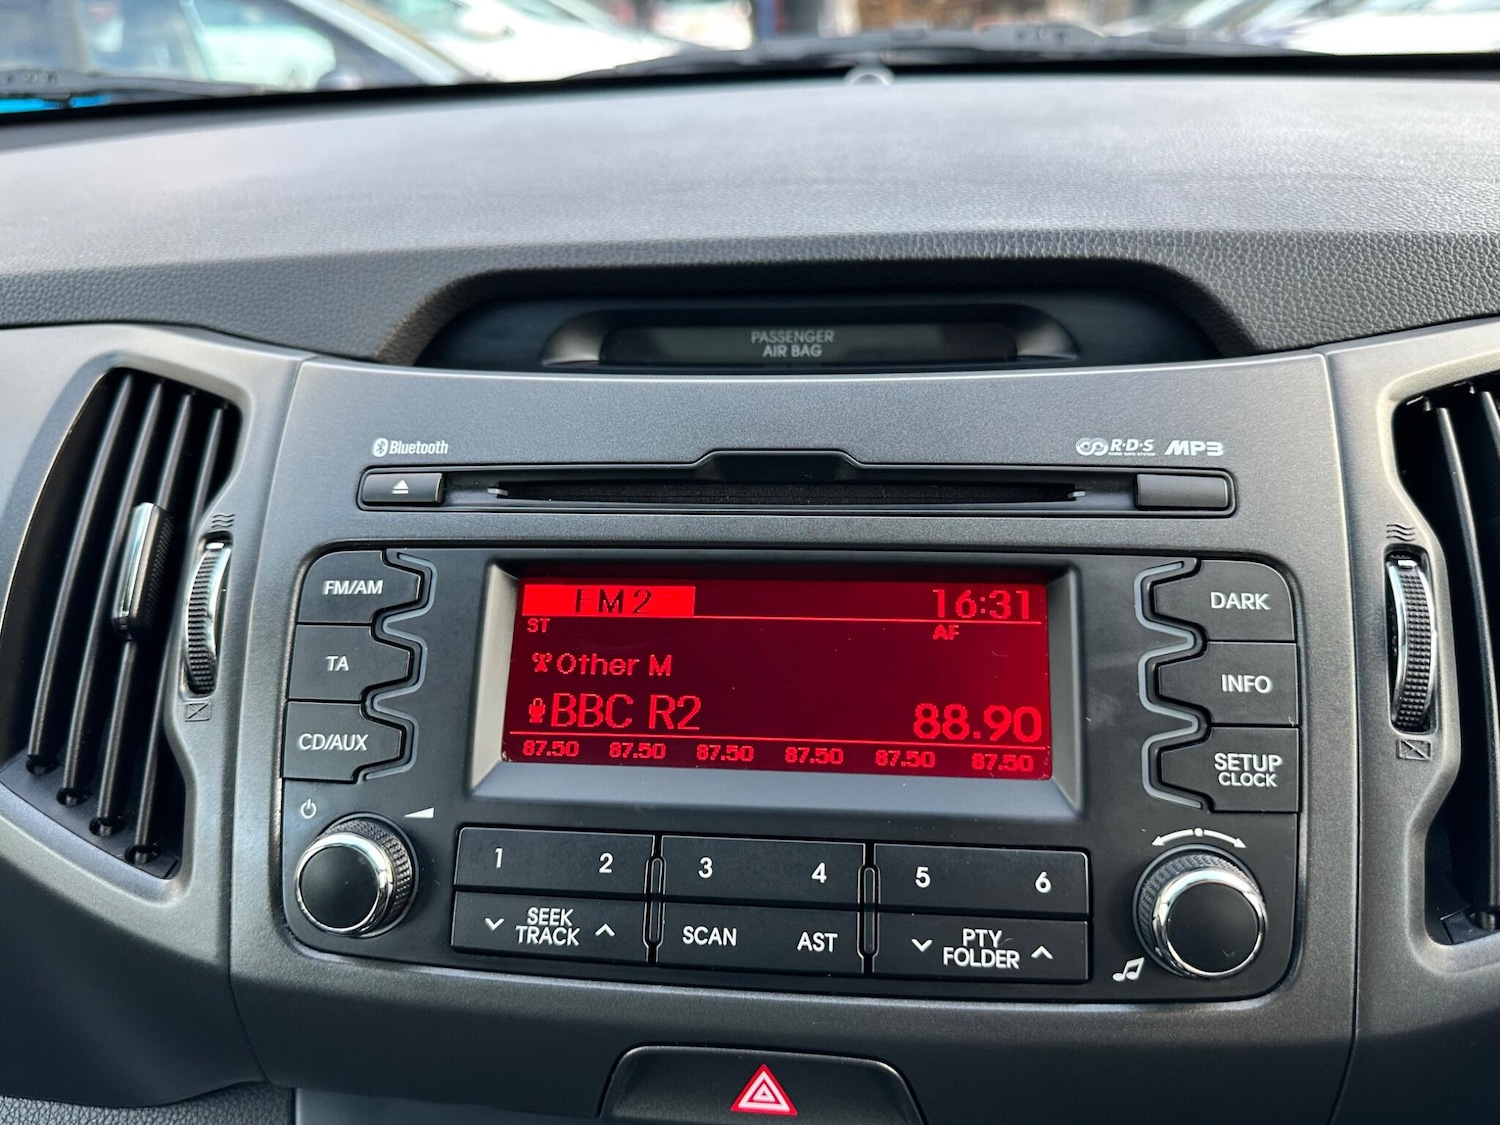 PASSENGER
AIR BAG
Bluetooth
R·D·S MP3
FM/AM
TA
CD/AUX
FM2 16:31
ST AF
Other M
BBC R2 88.90
87.50 87.50 87.50 87.50 87.50 87.50
DARK
INFO
SETUP
CLOCK
1 2 3 4 5 6
SEEK
TRACK
SCAN AST
PTY
FOLDER